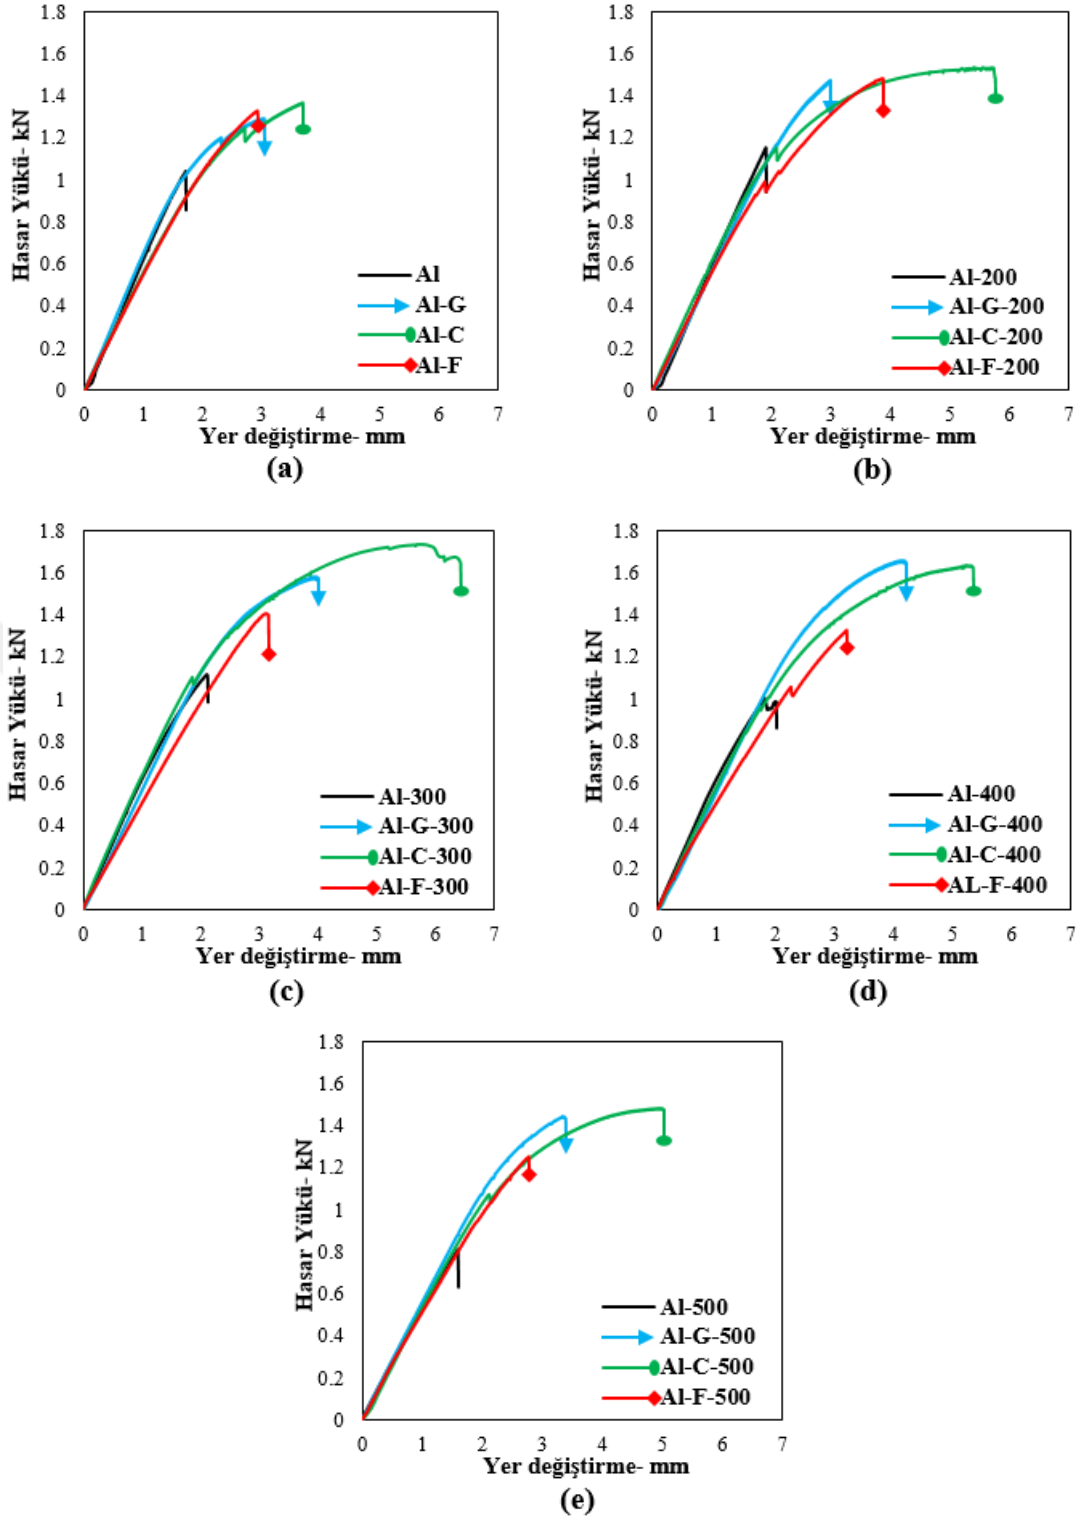 1.8
1.6
1.4
1.2
1
0.8
0.6
0.4
0.2
0
Hasar Yükü- kN
Al
Al-G
Al-C
Al-F
0 1 2 3 4 5 6 7
Yer değiştirme- mm
(a)
1.8
1.6
1.4
1.2
1
0.8
0.6
0.4
0.2
0
Hasar Yükü- kN
Al-200
Al-G-200
Al-C-200
Al-F-200
0 1 2 3 4 5 6 7
Yer değiştirme- mm
(b)
1.8
1.6
1.4
1.2
1
0.8
0.6
0.4
0.2
0
Hasar Yükü- kN
Al-300
Al-G-300
Al-C-300
Al-F-300
0 1 2 3 4 5 6 7
Yer değiştirme- mm
(c)
1.8
1.6
1.4
1.2
1
0.8
0.6
0.4
0.2
0
Hasar Yükü- kN
Al-400
Al-G-400
Al-C-400
AL-F-400
0 1 2 3 4 5 6 7
Yer değiştirme- mm
(d)
1.8
1.6
1.4
1.2
1
0.8
0.6
0.4
0.2
0
Hasar Yükü- kN
Al-500
Al-G-500
Al-C-500
Al-F-500
0 1 2 3 4 5 6 7
Yer değiştirme- mm
(e)